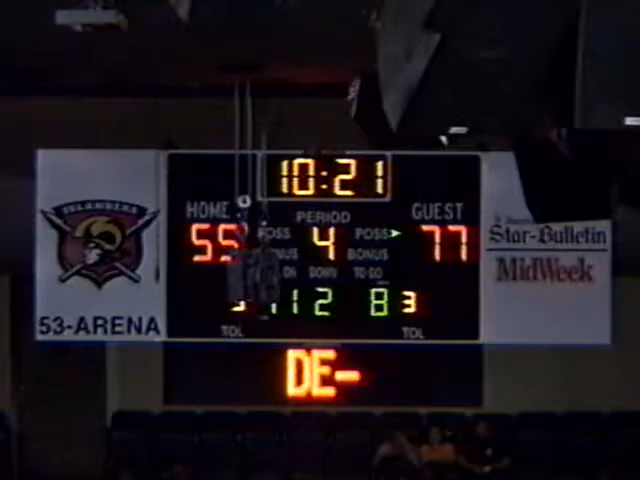 10:21
ISLANDERS
HOME PERIOD GUEST
55 POSS 4 POSS 77
BONUS BONUS
DOWN TO GO
2 8 3
TOL TOL
53-ARENA
Star-Bulletin
MidWeek
DE-